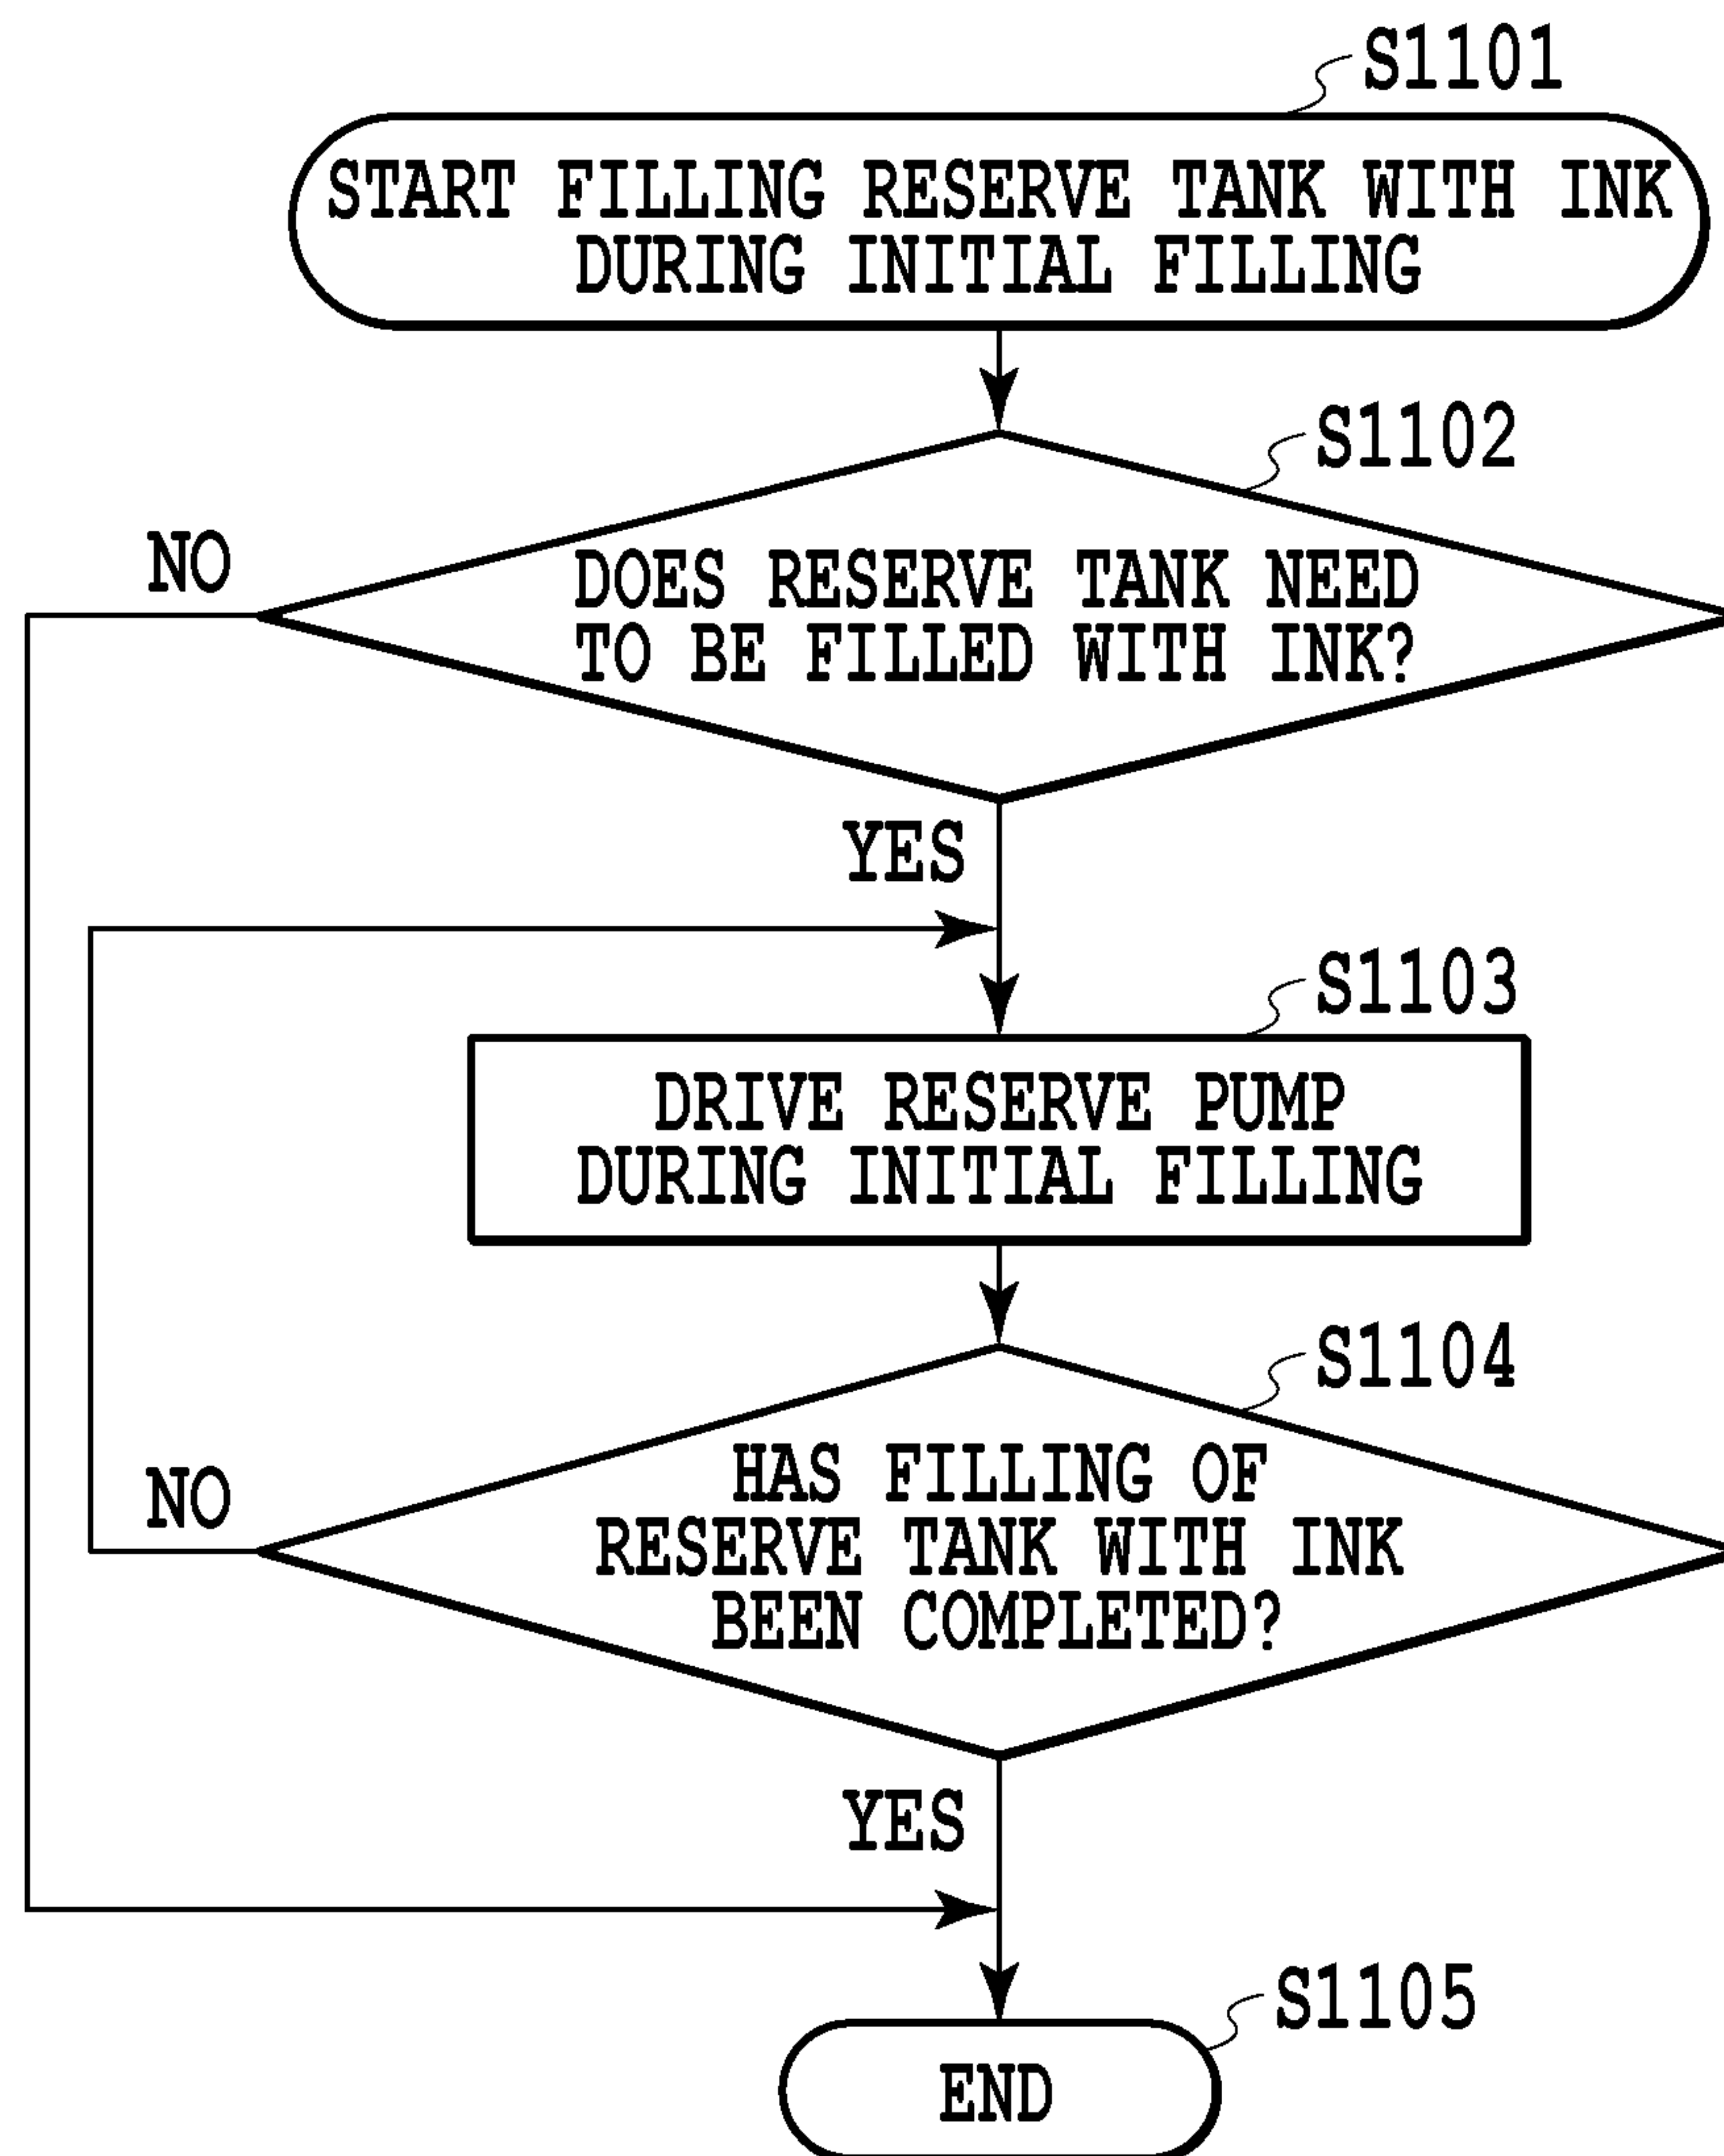 S1101
START FILLING RESERVE TANK WITH INK
DURING INITIAL FILLING
S1102
NO
DOES RESERVE TANK NEED
TO BE FILLED WITH INK?
YES
S1103
DRIVE RESERVE PUMP
DURING INITIAL FILLING
S1104
NO
HAS FILLING OF
RESERVE TANK WITH INK
BEEN COMPLETED?
YES
S1105
END